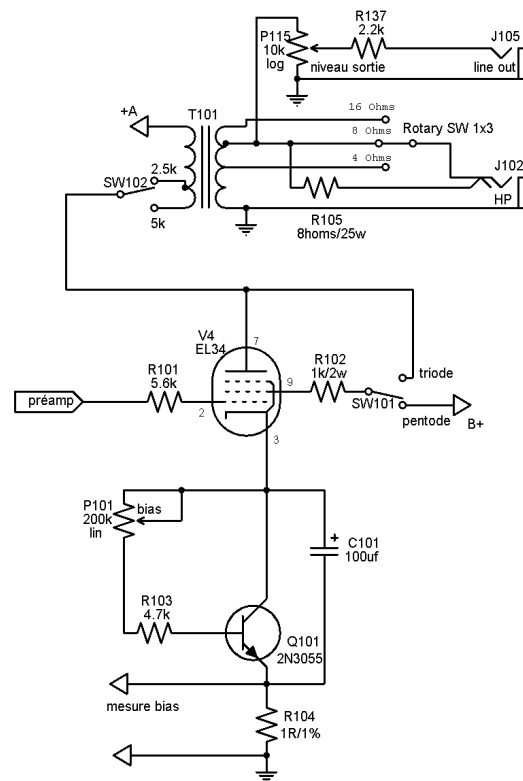 P115
10k
log
R137
2.2k
J105
niveau sortie
line out
+A
T101
16 Ohms
8 Ohms
Rotary SW 1x3
4 Ohms
2.5k
SW102
5k
J102
HP
R105
8homs/25w
V4
EL34
7
R101
5.6k
R102
1k/2w
triode
9
préamp
2
SW101
pentode
B+
3
P101
200k
lin
bias
+
C101
100uf
R103
4.7k
Q101
2N3055
mesure bias
R104
1R/1%